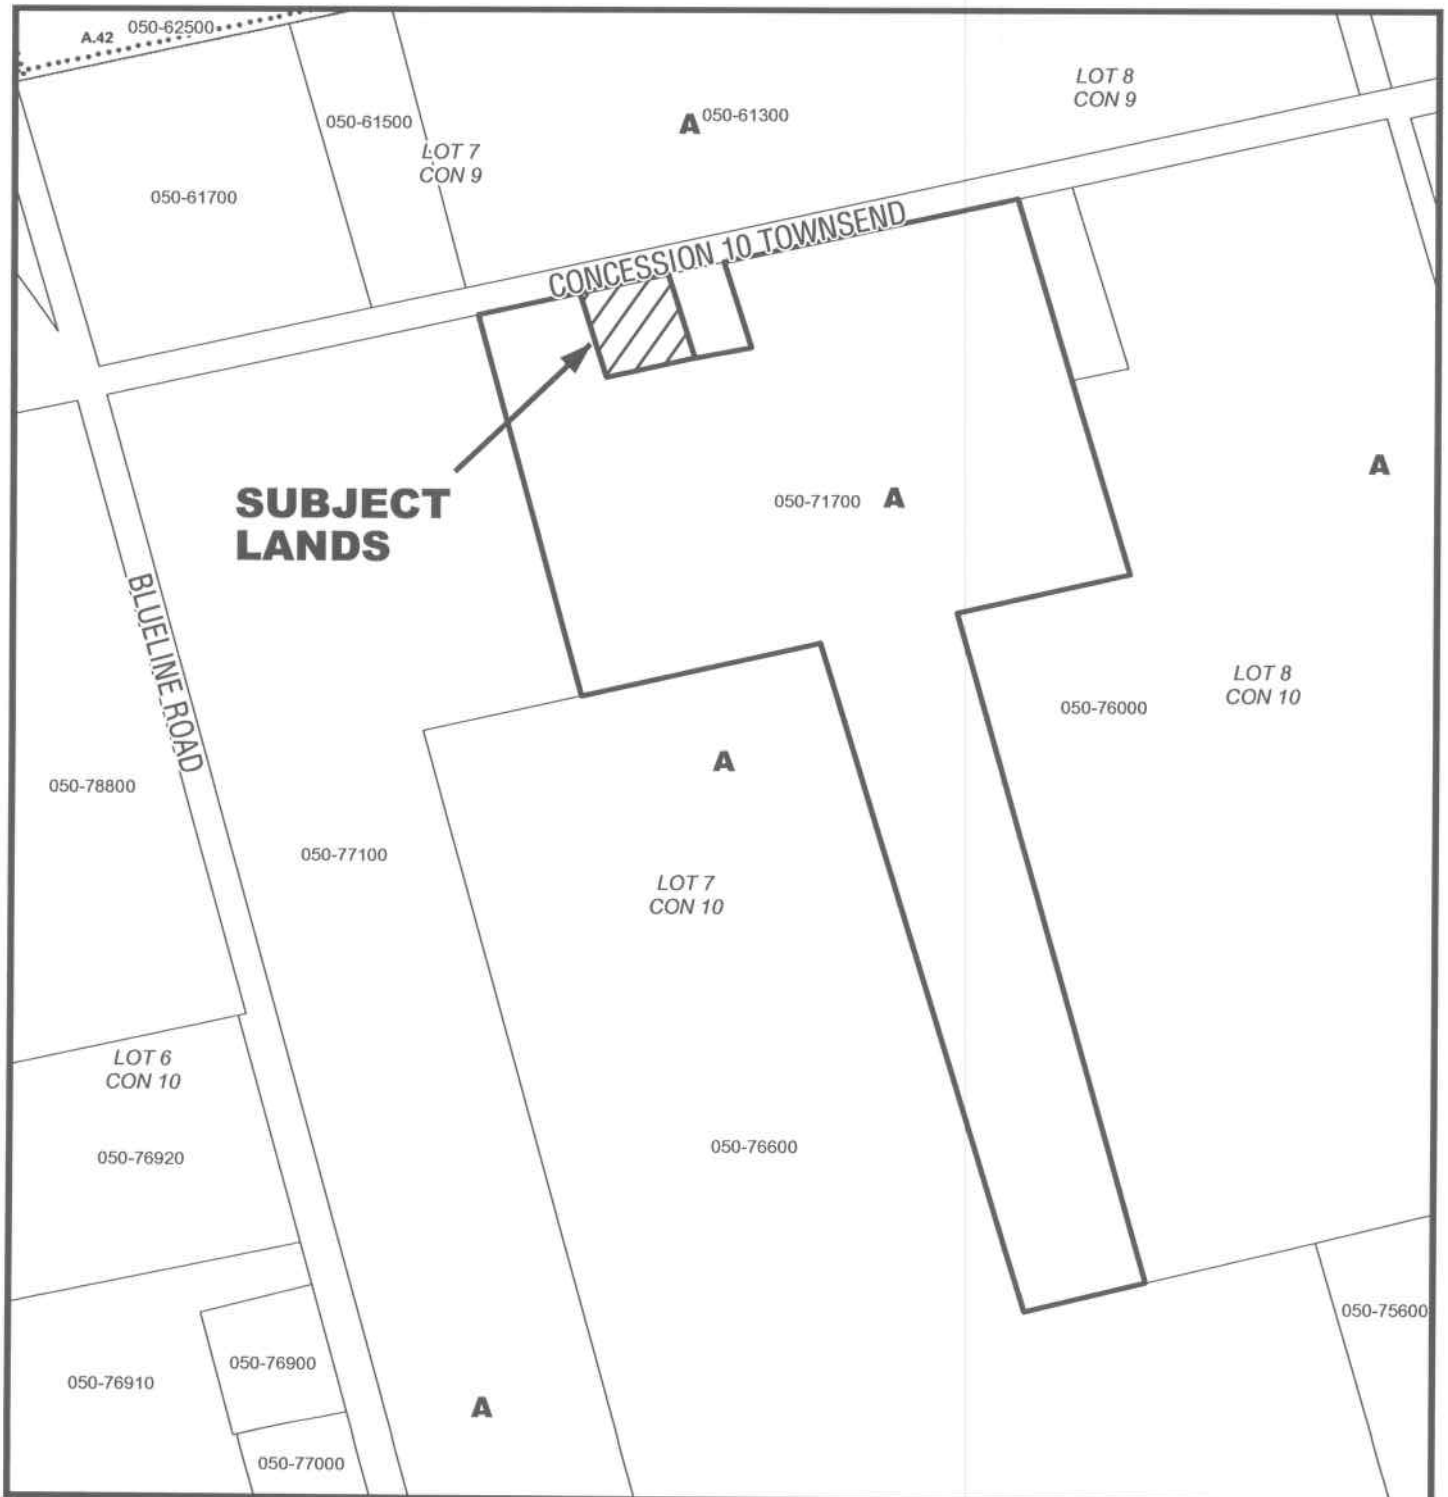 A.42
050-62500
LOT 8
CON 9
050-61500
A
050-61300
LOT 7
CON 9
050-61700
CONCESSION 10 TOWNSEND
A
SUBJECT
LANDS
050-71700
A
BLUELINE ROAD
LOT 8
CON 10
050-76000
A
050-78800
050-77100
LOT 7
CON 10
LOT 6
CON 10
050-76600
050-76920
050-75600
050-76900
050-76910
A
050-77000